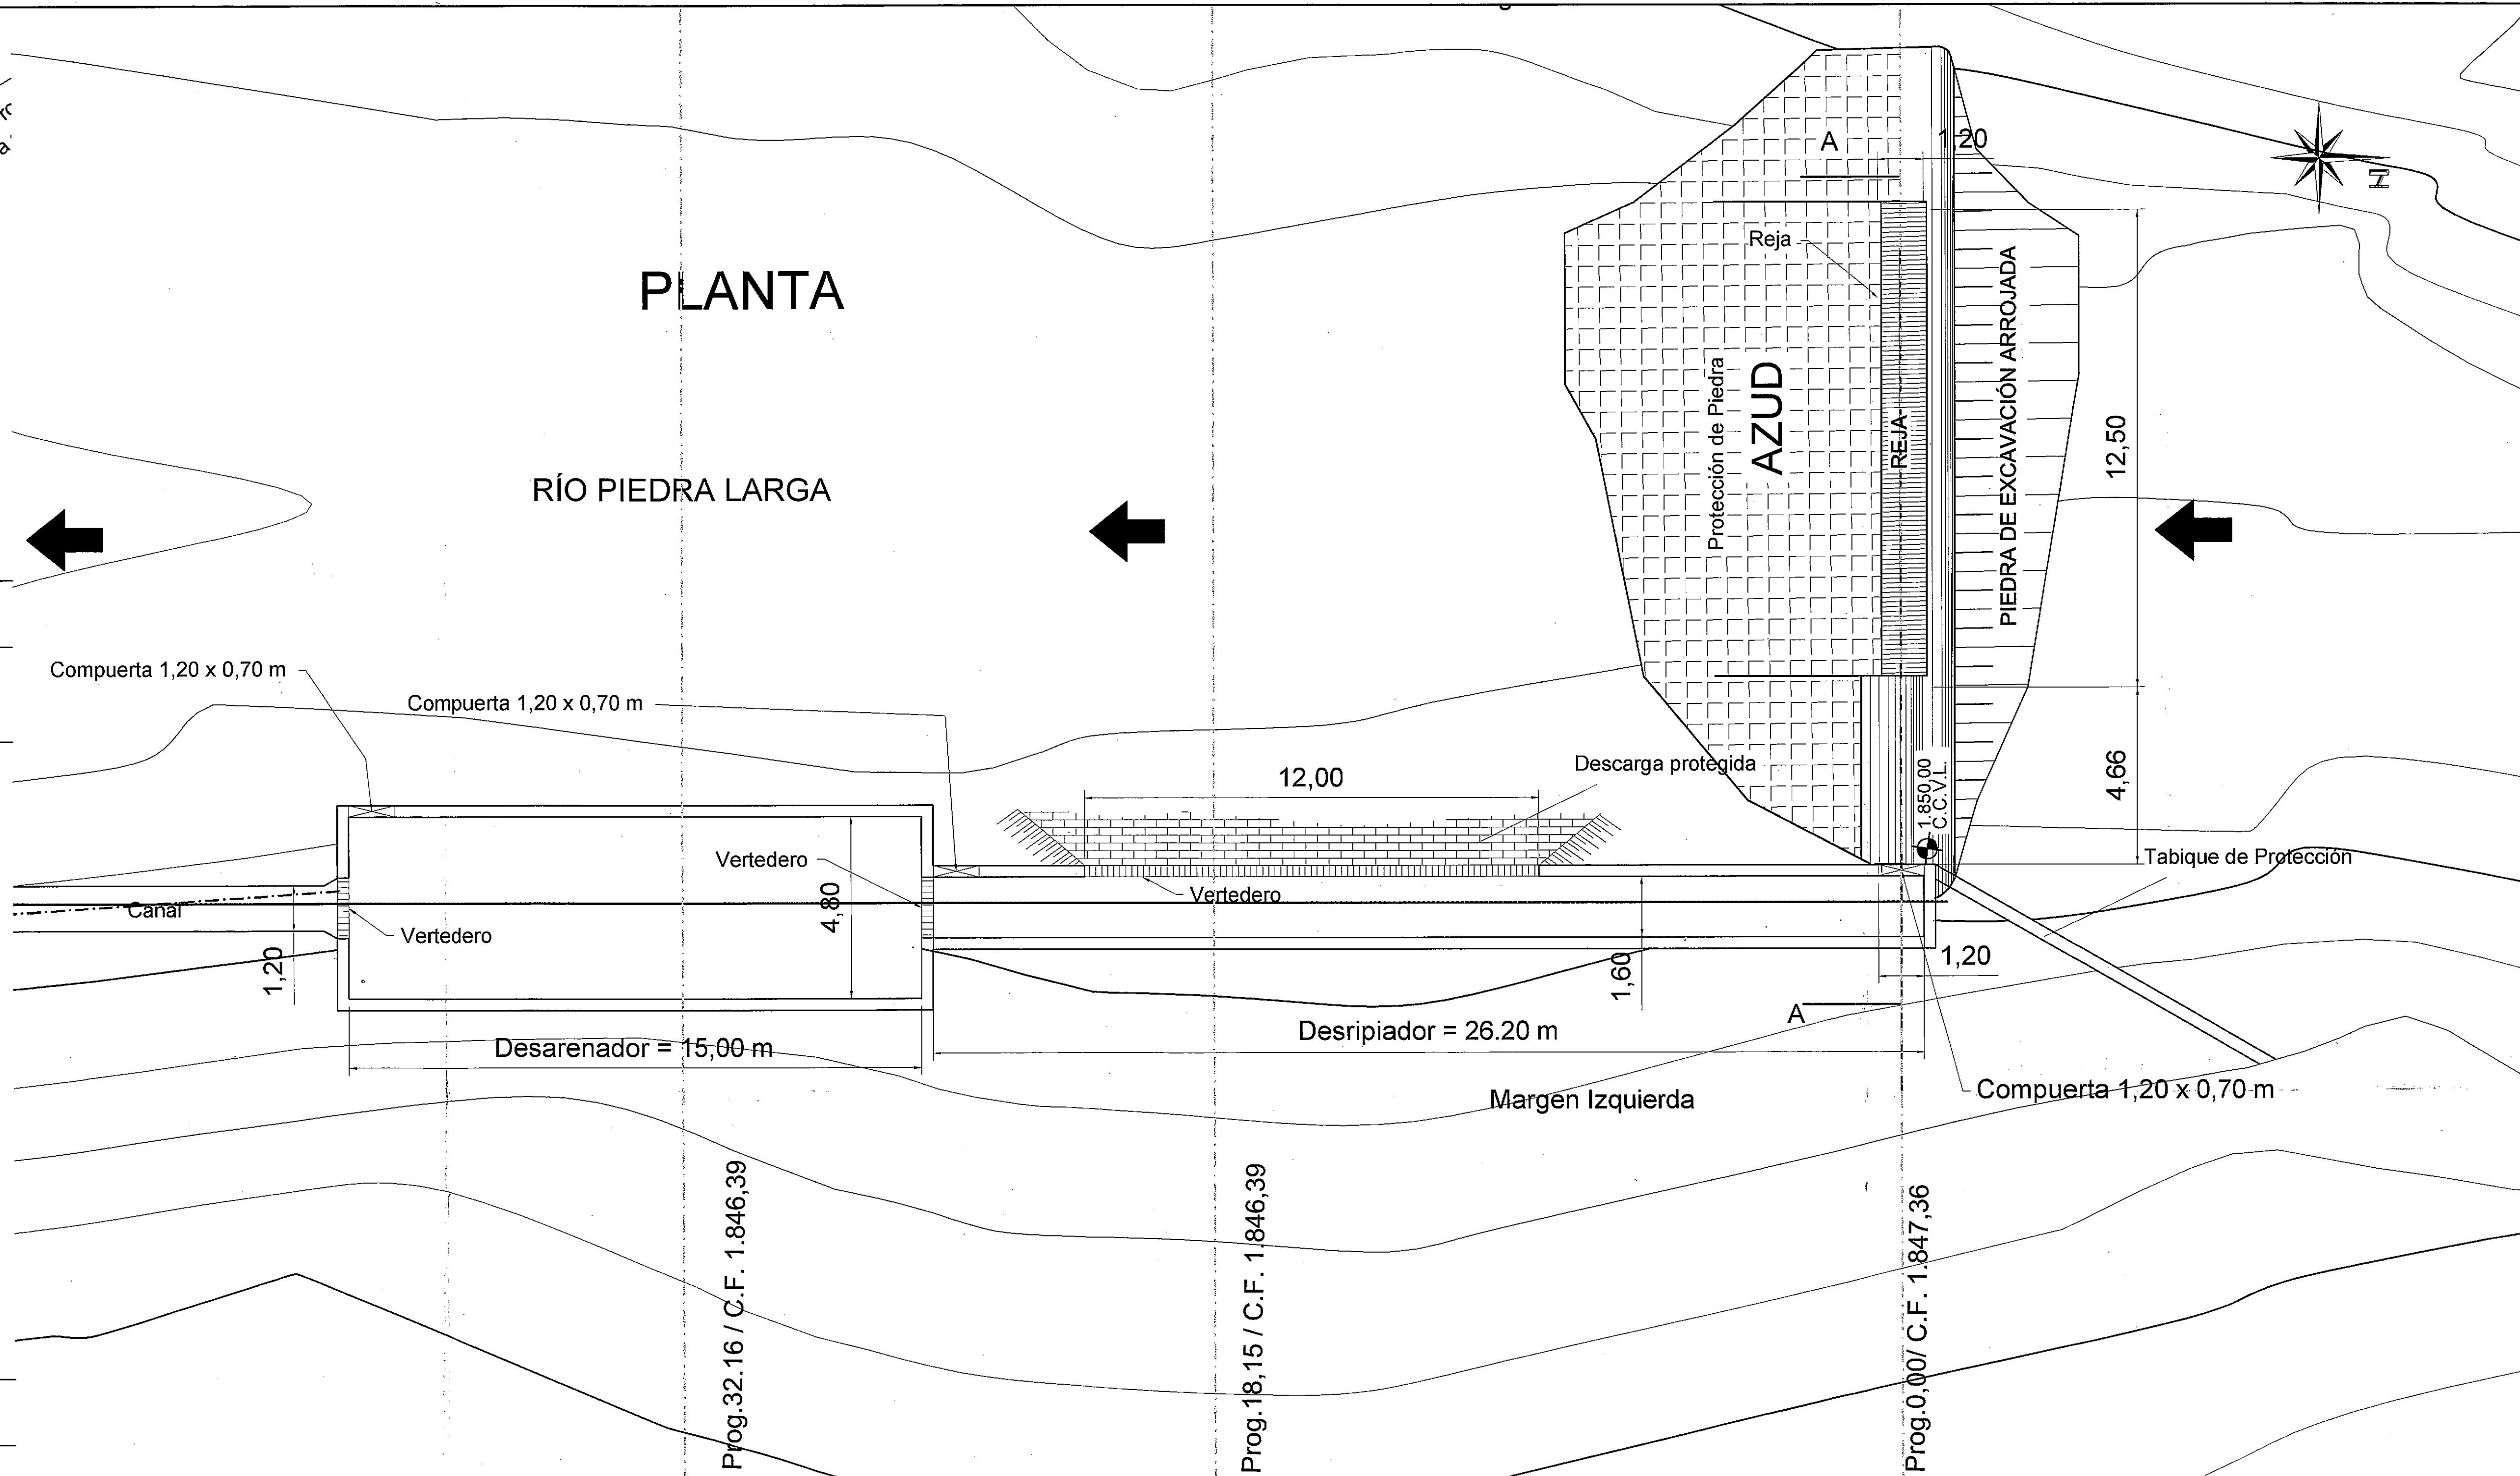 A
1,20
N
Reja
PLANTA
PIEDRA DE EXCAVACIÓN ARROJADA
Protección de Piedra
AZUD
REJA
12,50
RÍO PIEDRA LARGA
Compuerta 1,20 x 0,70 m
Compuerta 1,20 x 0,70 m
Descarga protegida
12,00
4,66
1.850,00
C.C.V.L.
Tabique de Protección
Vertedero
4,80
Vertedero
Canal
Vertedero
1,20
1,60
1,20
A
Desripiador = 26.20 m
Desarenador = 15,00 m
Margen Izquierda
Compuerta 1,20 x 0,70 m
Prog.32.16 / C.F. 1.846,39
Prog.18,15 / C.F. 1.846,39
Prog.0,00/ C.F. 1.847,36